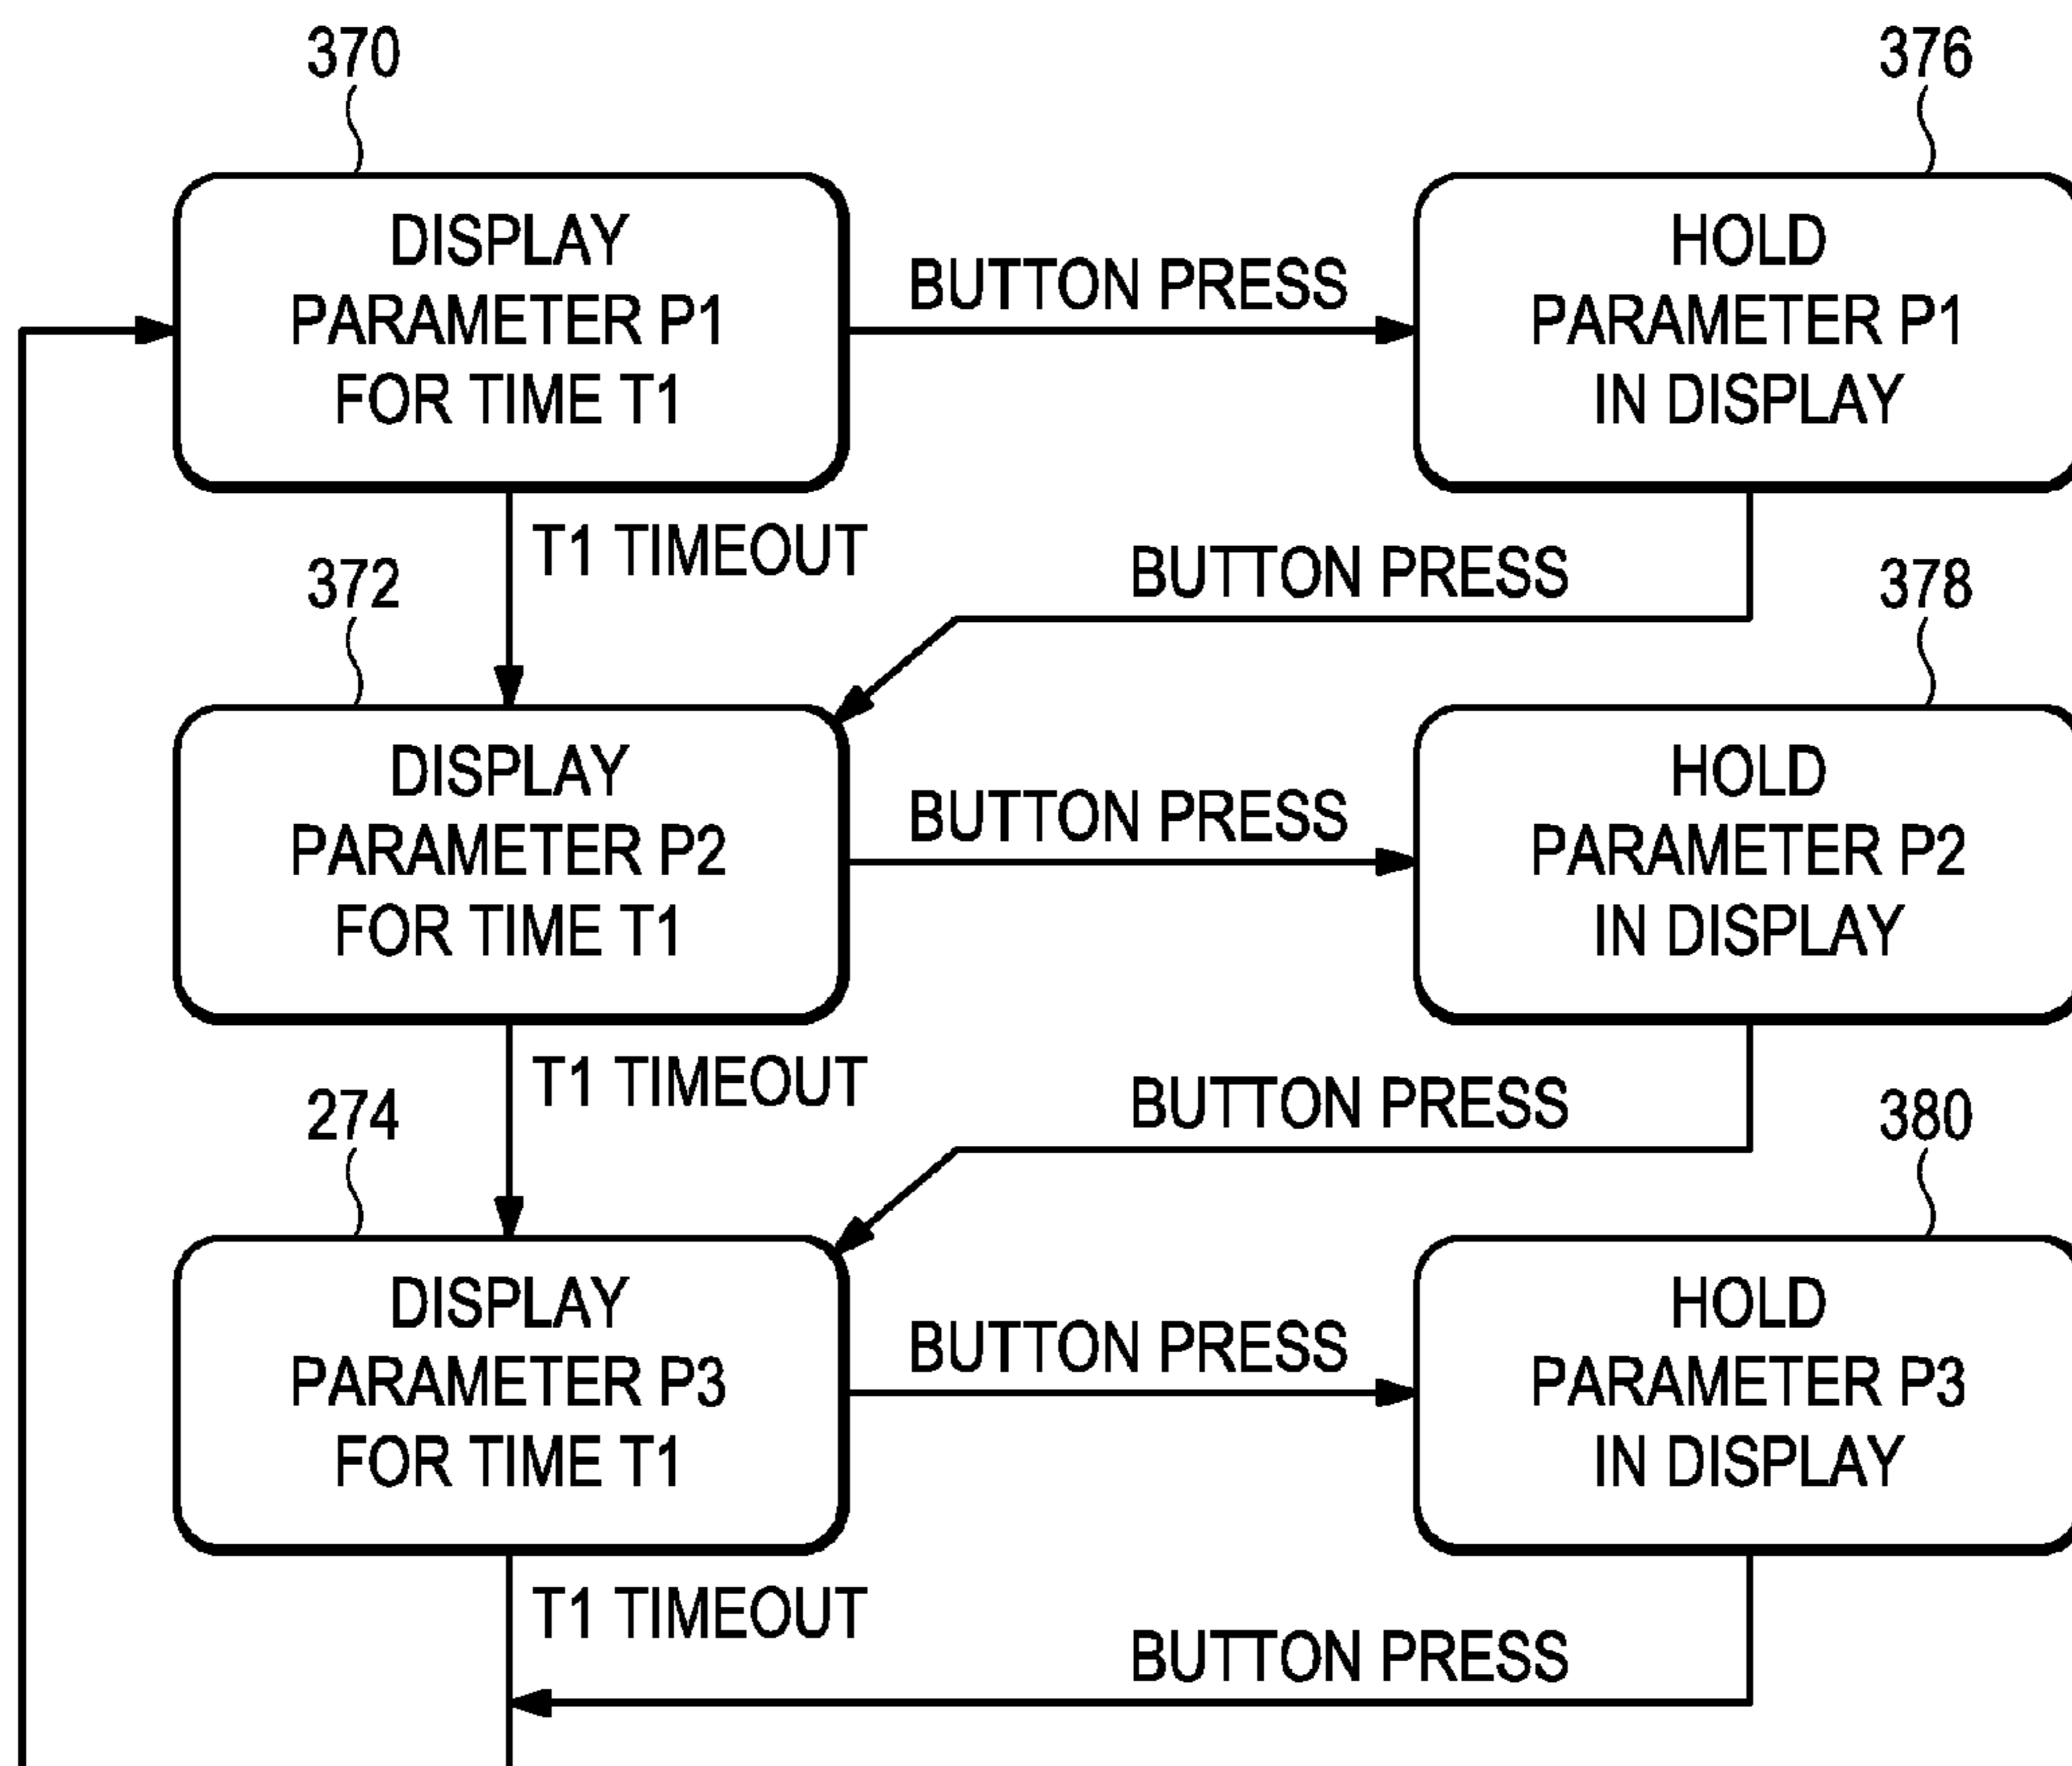 370
376
DISPLAY
PARAMETER P1
FOR TIME T1
BUTTON PRESS
HOLD
PARAMETER P1
IN DISPLAY
T1 TIMEOUT
BUTTON PRESS
372
378
DISPLAY
PARAMETER P2
FOR TIME T1
BUTTON PRESS
HOLD
PARAMETER P2
IN DISPLAY
T1 TIMEOUT
BUTTON PRESS
274
380
DISPLAY
PARAMETER P3
FOR TIME T1
BUTTON PRESS
HOLD
PARAMETER P3
IN DISPLAY
T1 TIMEOUT
BUTTON PRESS